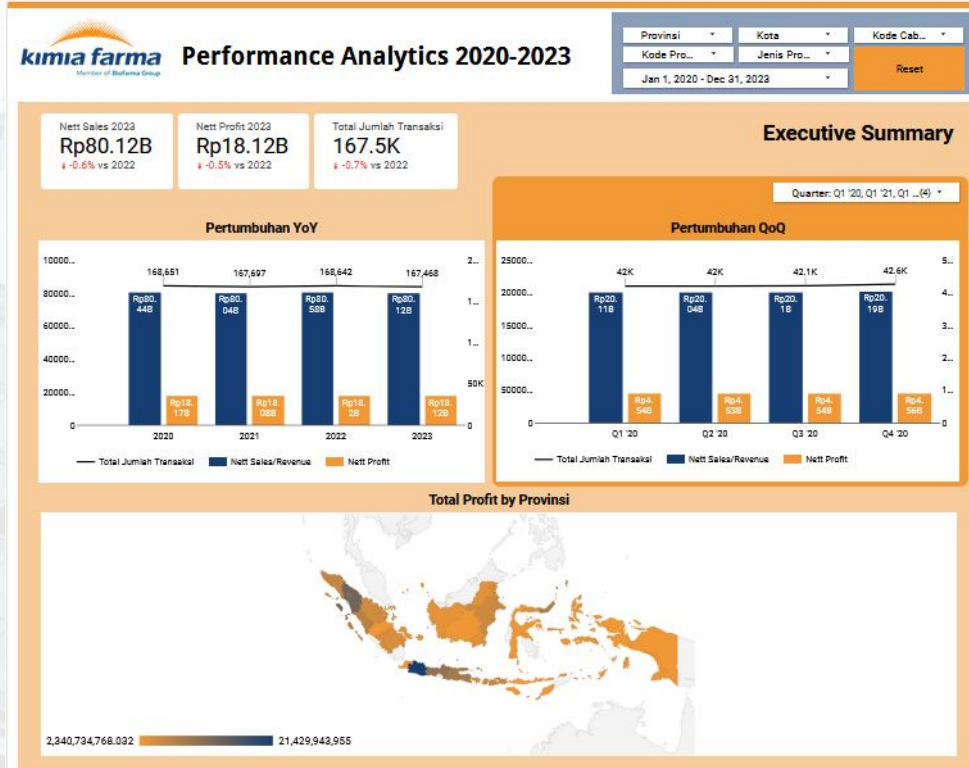 kimia farma
Member of Biofarma Group
Performance Analytics 2020-2023
Provinsi
Kota
Kode Cab...
Kode Pro...
Jenis Pro...
Jan 1, 2020 - Dec 31, 2023
Reset
Nett Sales 2023
Rp80.12B
-0.6% vs 2022
Nett Profit 2023
Rp18.12B
-0.5% vs 2022
Total Jumlah Transaksi
167.5K
-0.7% vs 2022
Executive Summary
Quarter: Q1 '20, Q1 '21, Q1 ...(4)
Pertumbuhan YoY
10000...
80000...
60000...
40000...
20000...
0
168,651
167,697
168,642
167,468
Rp80.
44B
Rp80.
04B
Rp80.
58B
Rp80.
12B
Rp18.
17B
Rp18.
08B
Rp18.
2B
Rp18.
12B
2...
1...
1...
50K
0
2020
2021
2022
2023
Total Jumlah Transaksi
Nett Sales/Revenue
Nett Profit
Pertumbuhan QoQ
25000...
20000...
15000...
10000...
50000...
0
42K
42K
42.1K
42.6K
Rp20.
11B
Rp20.
04B
Rp20.
1B
Rp20.
19B
Rp4.
54B
Rp4.
53B
Rp4.
54B
Rp4.
56B
5...
4...
3...
2...
1...
0
Q1 '20
Q2 '20
Q3 '20
Q4 '20
Total Jumlah Transaksi
Nett Sales/Revenue
Nett Profit
Total Profit by Provinsi
2,340,734,768.032
21,429,943,955